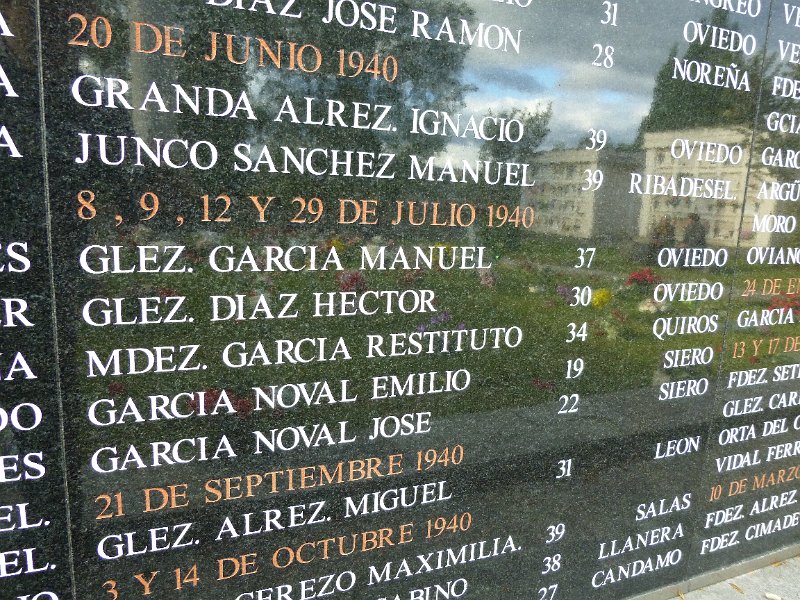 DIAZ JOSE RAMON 31 OVIEDO
20 DE JUNIO 1940 28 NOREÑA
GRANDA ALREZ. IGNACIO 39 OVIEDO
JUNCO SANCHEZ MANUEL 39 RIBADESEL.
8 , 9 , 12 Y 29 DE JULIO 1940
GLEZ. GARCIA MANUEL 37 OVIEDO
GLEZ. DIAZ HECTOR 30 OVIEDO
MDEZ. GARCIA RESTITUTO 34 QUIROS
GARCIA NOVAL EMILIO 19 SIERO
GARCIA NOVAL JOSE 22 SIERO
21 DE SEPTIEMBRE 1940
GLEZ. ALREZ. MIGUEL 31 LEON
3 Y 14 DE OCTUBRE 1940
CEREZO MAXIMILIA. 39 SALAS
38 LLANERA
27 CANDAMO
FDEZ.
GCIA
MORO
24 DE
GARCIA
13 Y 17 DE
FDEZ.
GLEZ.
ORTA DEL
VIDAL
10 DE MARZO
FDEZ. ALREZ.
FDEZ.